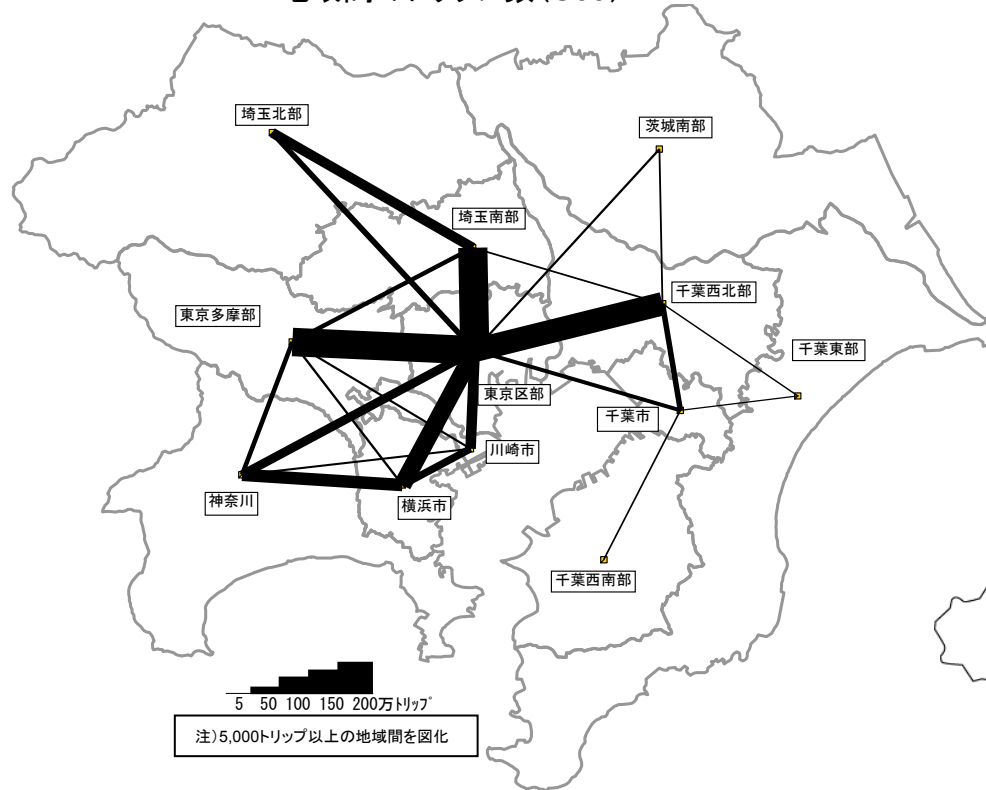 埼玉北部
茨城南部
埼玉南部
千葉西北部
東京多摩部
千葉東部
東京区部
千葉市
川崎市
神奈川
横浜市
千葉西南部
5 50 100 150 200万トリップ
注)5,000トリップ以上の地域間を図化